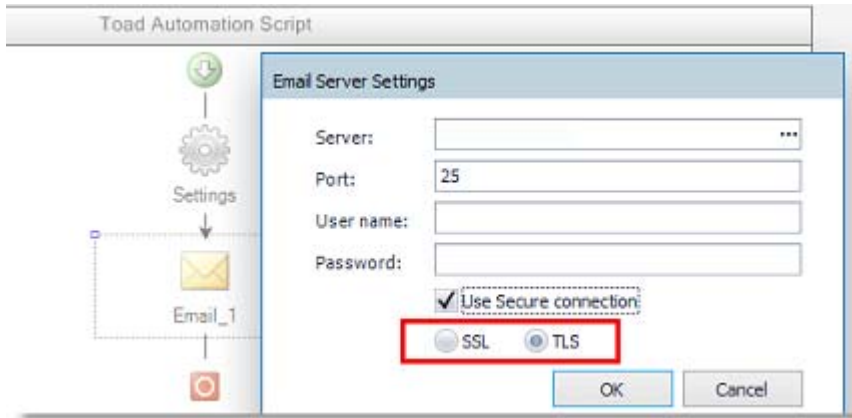 Toad Automation Script
Settings
Email_1
Email Server Settings
Server: ...
Port: 25
User name:
Password:
Use Secure connection
SSL TLS
OK Cancel